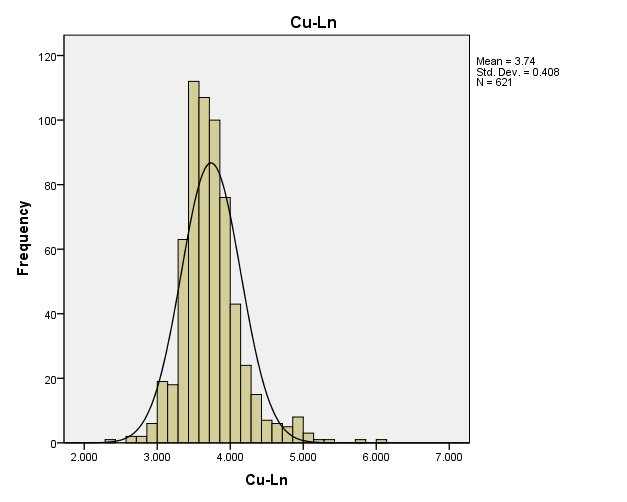 Cu-Ln
Mean = 3.74
Std. Dev. = 0.408
N = 621
Frequency
120
100
80
60
40
20
0
2.000 3.000 4.000 5.000 6.000 7.000
Cu-Ln